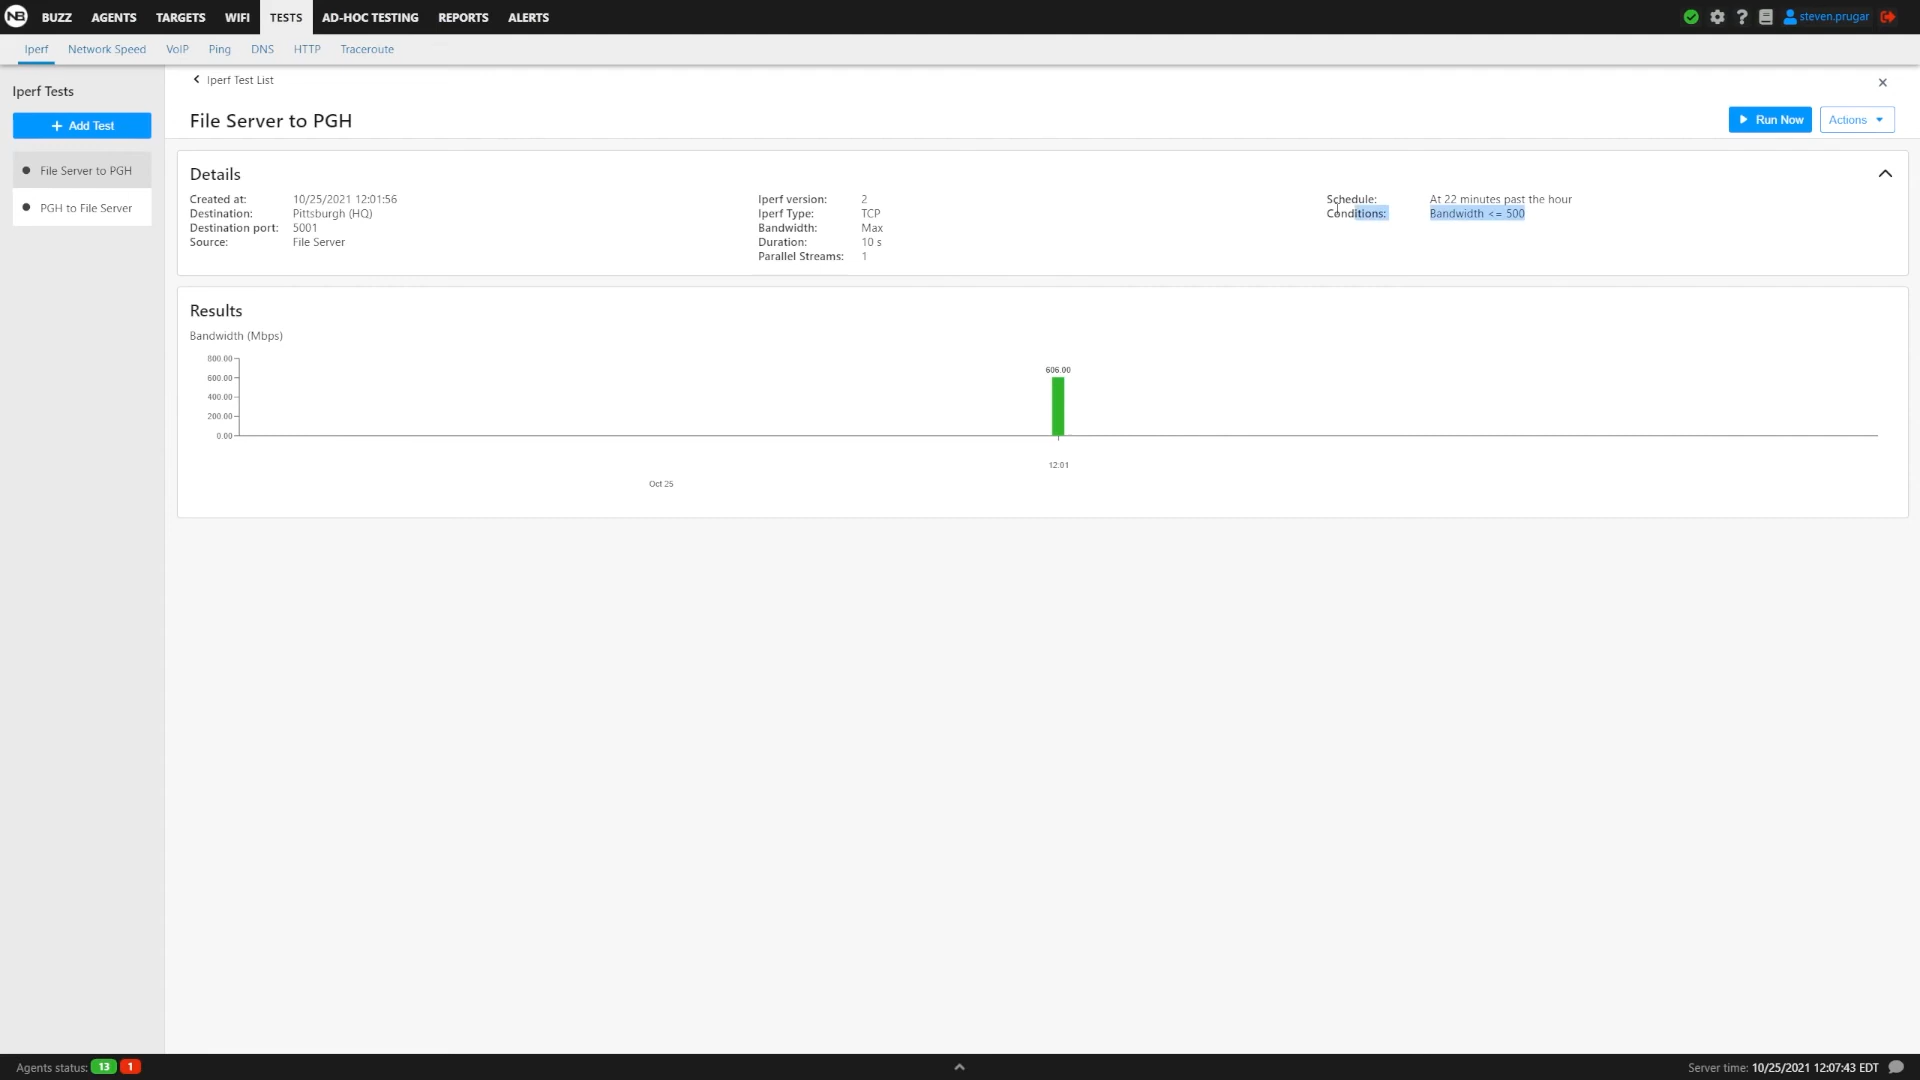 NB BUZZ AGENTS TARGETS WIFI TESTS AD-HOC TESTING REPORTS ALERTS ? steven.prugar
Iperf Network Speed VoIP Ping DNS HTTP Traceroute
Iperf Tests
+ Add Test
File Server to PGH
PGH to File Server
Iperf Test List
File Server to PGH
Run Now Actions
Details
Created at: 10/25/2021 12:01:56
Destination: Pittsburgh (HQ)
Destination port: 5001
Source: File Server
Iperf version: 2
Iperf Type: TCP
Bandwidth: Max
Duration: 10 s
Parallel Streams: 1
Schedule: At 22 minutes past the hour
Conditions: Bandwidth <= 500
Results
Bandwidth (Mbps)
800.00
600.00
400.00
200.00
0.00
606.00
12:01
Oct 25
Agents status: 13 1
Server time: 10/25/2021 12:07:43 EDT